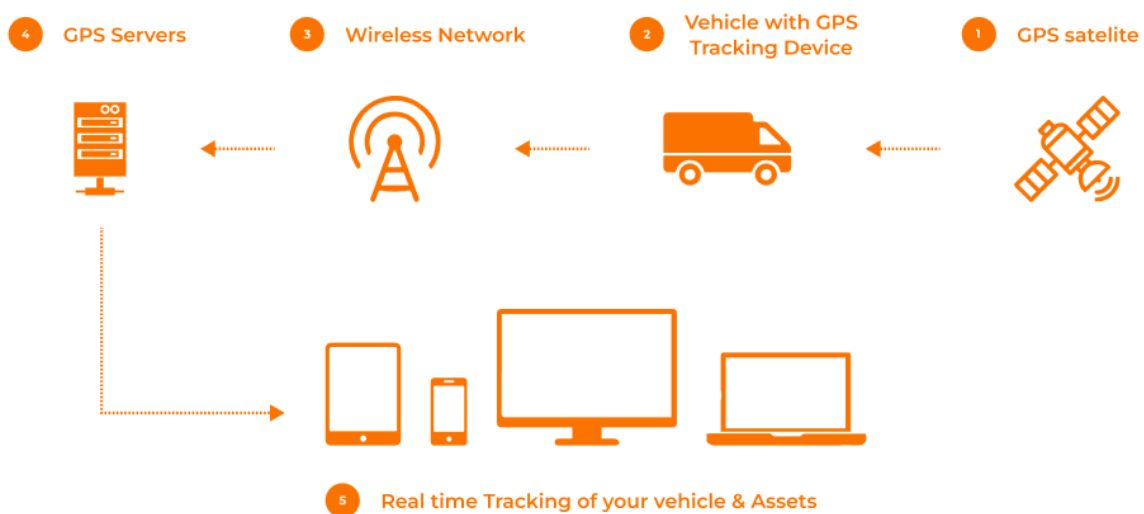 4 GPS Servers
3 Wireless Network
2 Vehicle with GPS
Tracking Device
1 GPS satelite
5 Real time Tracking of your vehicle & Assets